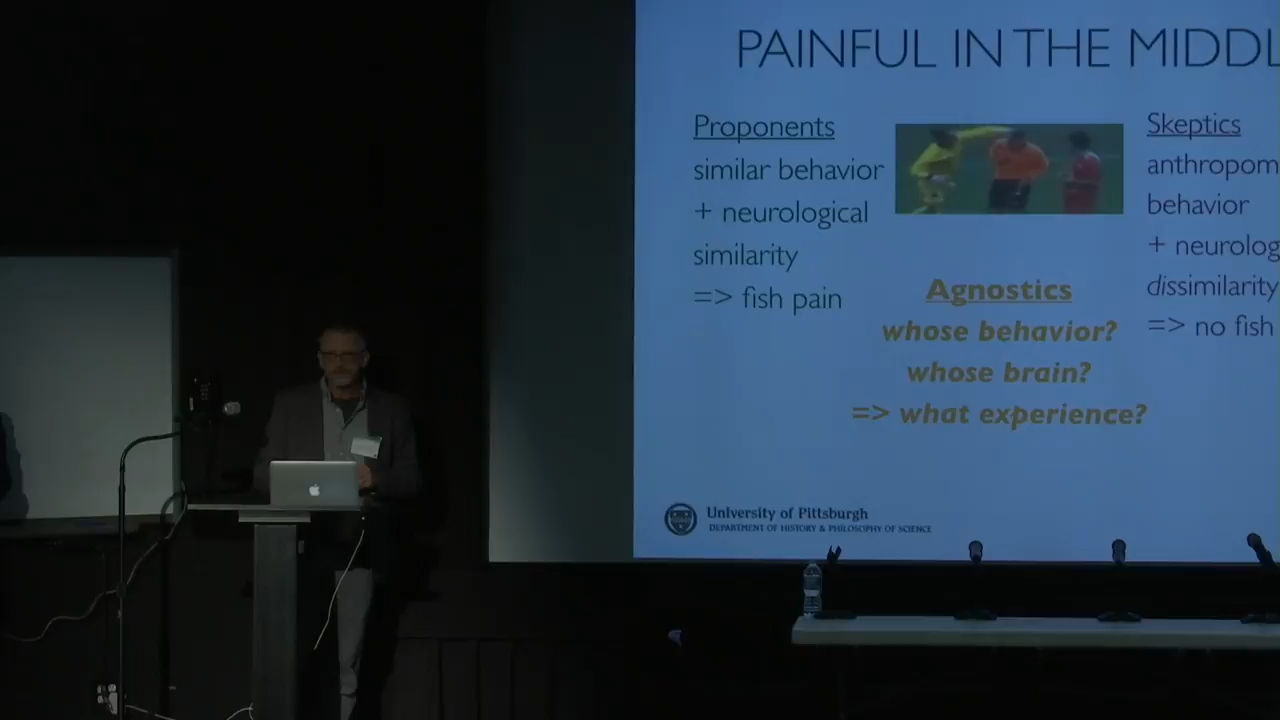 PAINFUL IN THE MIDDL
Proponents
similar behavior
+ neurological
similarity
=> fish pain
Agnostics
whose behavior?
whose brain?
=> what experience?
Skeptics
anthropom
behavior
+ neurolog
dissimilarity
=> no fish
University of Pittsburgh
DEPARTMENT OF HISTORY & PHILOSOPHY OF SCIENCE